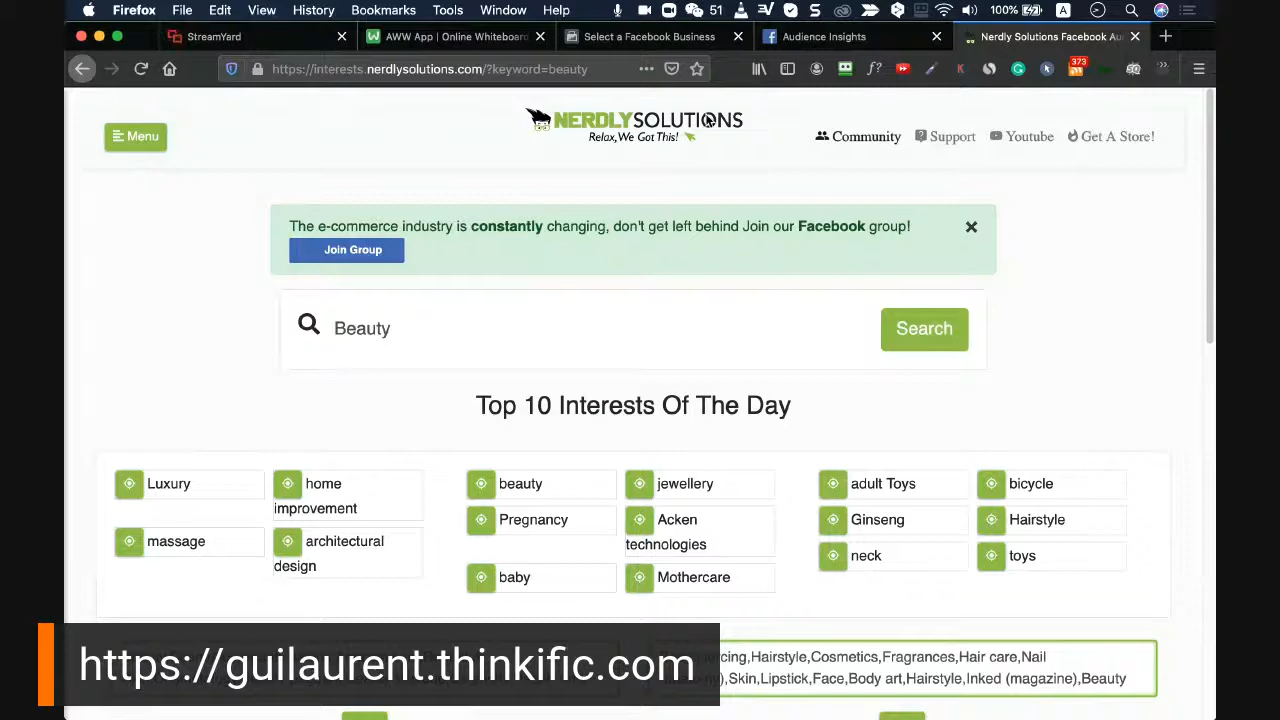 Firefox File Edit View History Bookmarks Tools Window Help 51 100% A
StreamYard AWW App | Online Whiteboard Select a Facebook Business Audience Insights Nerdly Solutions Facebook Au
https://interests.nerdlysolutions.com/?keyword=beauty 373
Menu
NERDLYSOLUTIONS
Relax, We Got This!
Community Support Youtube Get A Store!
The e-commerce industry is constantly changing, don't get left behind Join our Facebook group!
Join Group
Beauty Search
Top 10 Interests Of The Day
Luxury
home
improvement
massage
architectural
design
beauty
jewellery
Pregnancy
Acken
technologies
baby
Mothercare
adult Toys
bicycle
Ginseng
Hairstyle
neck
toys
,Hairstyle,Cosmetics,Fragrances,Hair care,Nail
,Skin,Lipstick,Face,Body art,Hairstyle,Inked (magazine),Beauty
https://guilaurent.thinkific.com